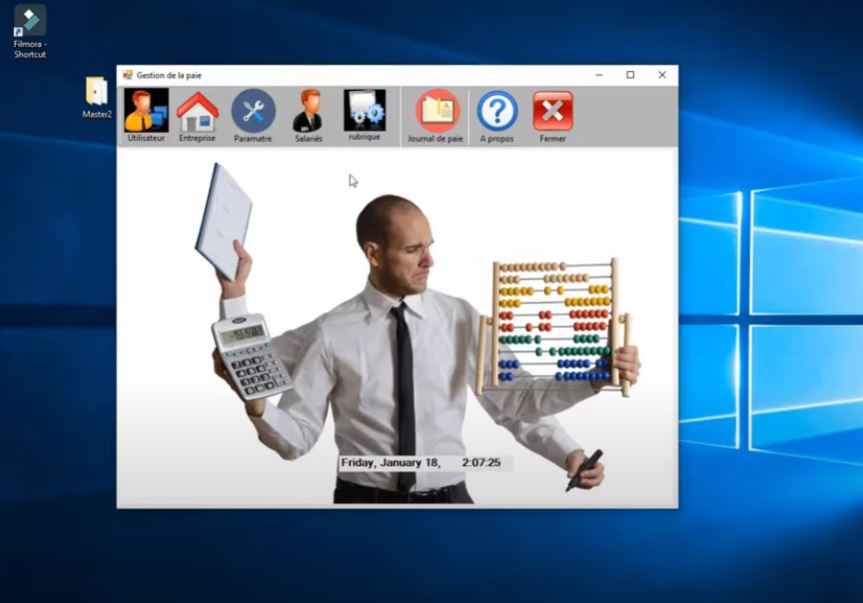 Filmora -
Shortcut
Master2
Gestion de la paie
Utilisateur
Entreprise
Paramatre
Salariés
rubrique
Journal de paie
A propos
Fermer
Friday, January 18, 2:07:25